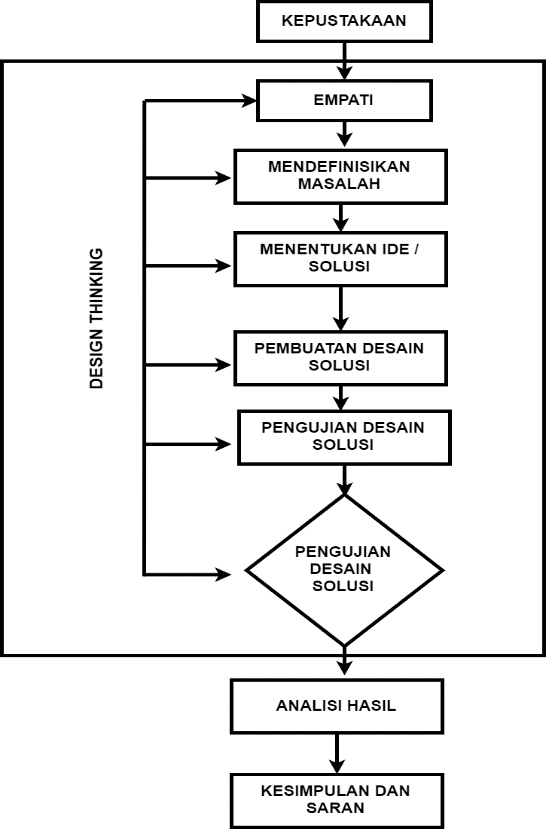 KEPUSTAKAAN
EMPATI
MENDEFINISIKAN
MASALAH
MENENTUKAN IDE /
SOLUSI
DESIGN THINKING
PEMBUATAN DESAIN
SOLUSI
PENGUJIAN DESAIN
SOLUSI
PENGUJIAN
DESAIN
SOLUSI
ANALISI HASIL
KESIMPULAN DAN
SARAN